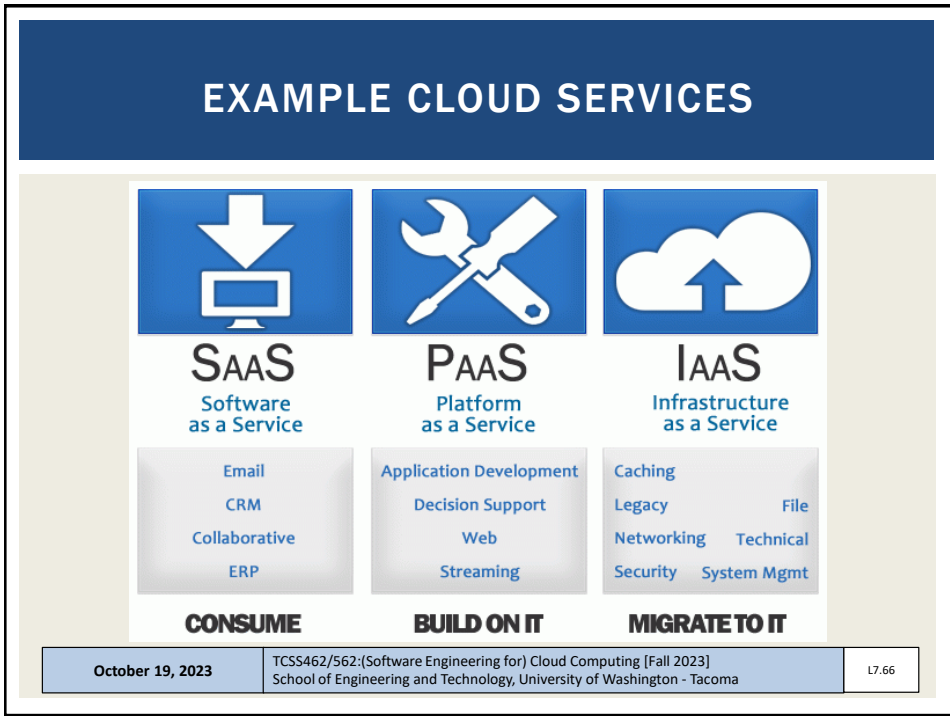 EXAMPLE CLOUD SERVICES
SAAS
Software
as a Service
Email
CRM
Collaborative
ERP
CONSUME
PAAS
Platform
as a Service
Application Development
Decision Support
Web
Streaming
BUILD ON IT
IAAS
Infrastructure
as a Service
Caching
Legacy File
Networking Technical
Security System Mgmt
MIGRATE TO IT
October 19, 2023
TCSS462/562:(Software Engineering for) Cloud Computing [Fall 2023]
School of Engineering and Technology, University of Washington - Tacoma
L7.66